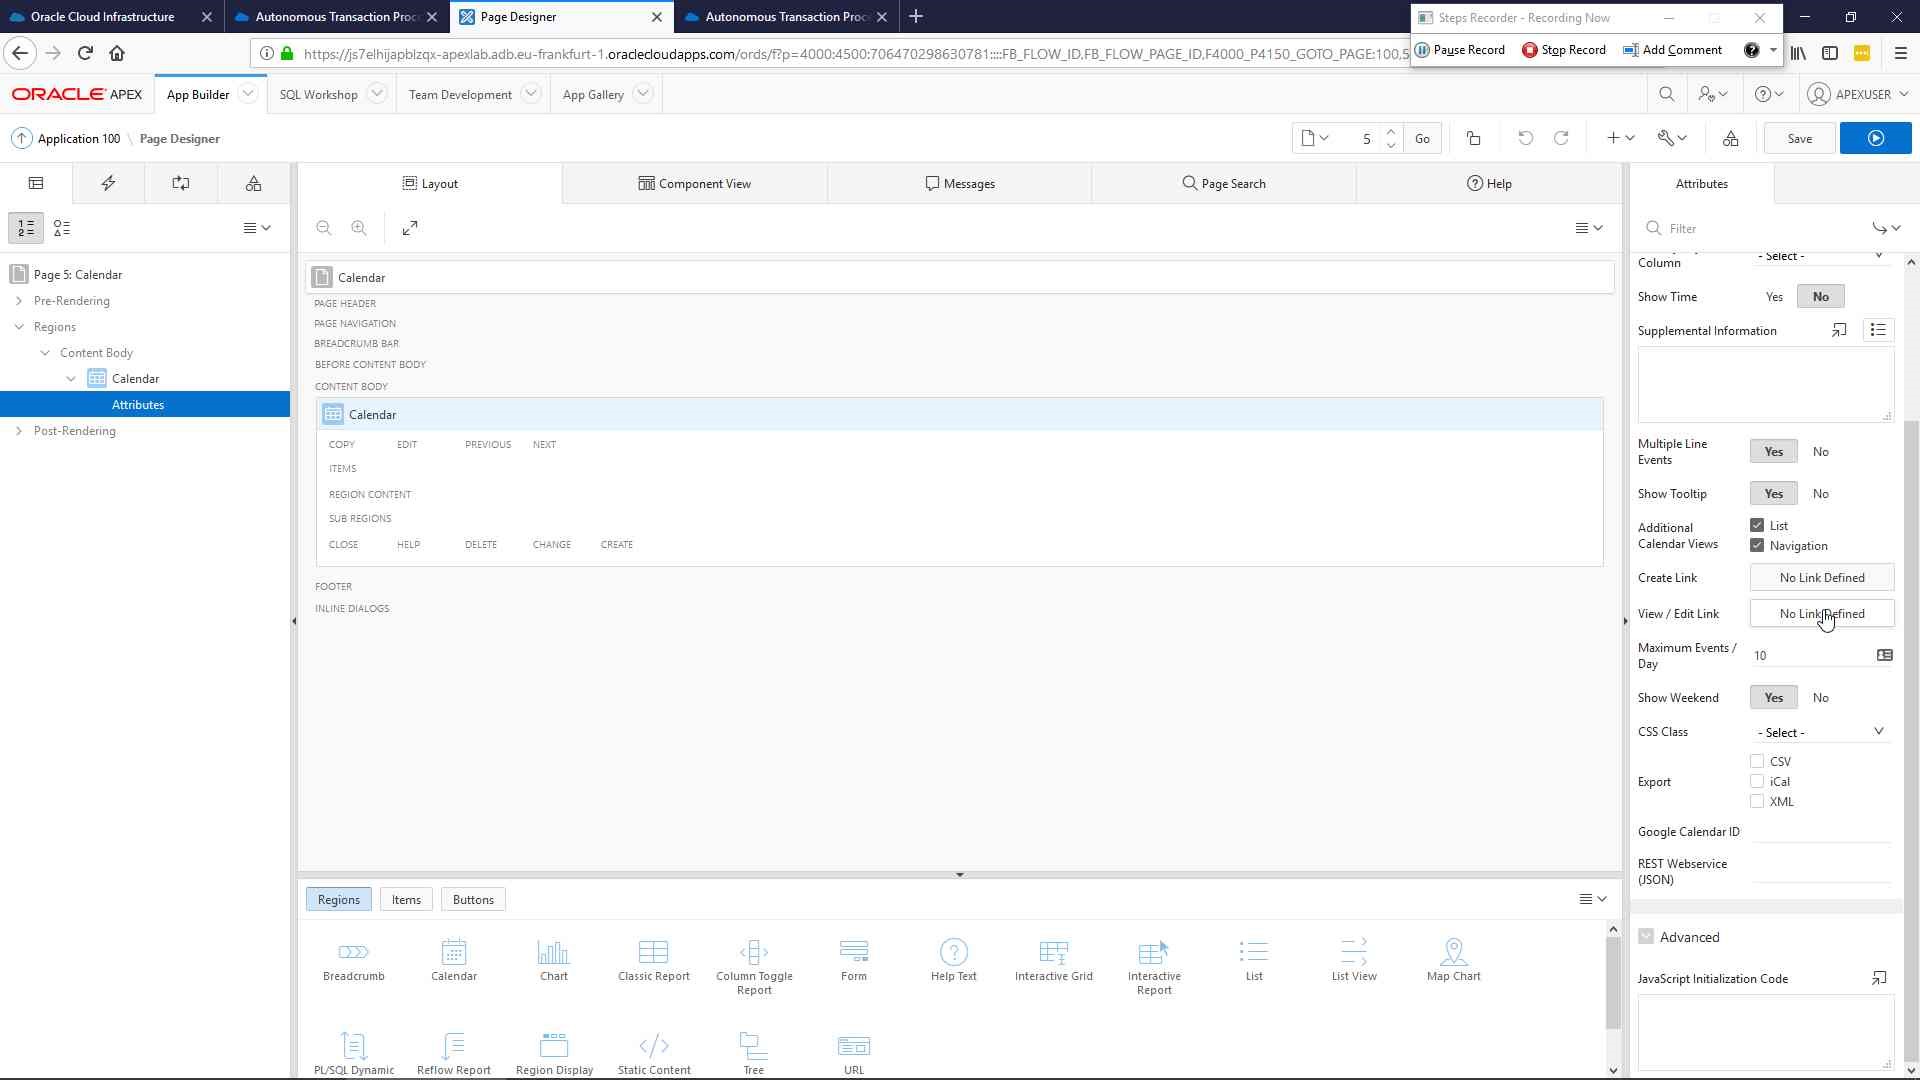 Oracle Cloud Infrastructure
Autonomous Transaction Proc
Page Designer
Autonomous Transaction Proc
Steps Recorder - Recording Now
Pause Record
Stop Record
Add Comment
https://js7elhijapblzqx-apexlab.adb.eu-frankfurt-1.oraclecloudapps.com/ords/f?p=4000:4500:706470298630781::::FB_FLOW_ID,FB_FLOW_PAGE_ID,F4000_P4150_GOTO_PAGE:100,5
ORACLE APEX
App Builder
SQL Workshop
Team Development
App Gallery
APEXUSER
Application 100 \ Page Designer
5
Go
Save
Layout
Component View
Messages
Page Search
Help
Attributes
Filter
Page 5: Calendar
Pre-Rendering
Regions
Content Body
Calendar
Attributes
Post-Rendering
Calendar
PAGE HEADER
PAGE NAVIGATION
BREADCRUMB BAR
BEFORE CONTENT BODY
CONTENT BODY
Calendar
COPY EDIT PREVIOUS NEXT
ITEMS
REGION CONTENT
SUB REGIONS
CLOSE HELP DELETE CHANGE CREATE
FOOTER
INLINE DIALOGS
Column
- Select -
Show Time
Yes No
Supplemental Information
Multiple Line
Events
Yes No
Show Tooltip
Yes No
Additional
Calendar Views
List
Navigation
Create Link
No Link Defined
View / Edit Link
No Link Defined
Maximum Events /
Day
10
Show Weekend
Yes No
CSS Class
- Select -
Export
CSV
iCal
XML
Google Calendar ID
REST Webservice
(JSON)
Advanced
JavaScript Initialization Code
Regions
Items
Buttons
Breadcrumb
Calendar
Chart
Classic Report
Column Toggle
Report
Form
Help Text
Interactive Grid
Interactive
Report
List
List View
Map Chart
PL/SQL Dynamic
Reflow Report
Region Display
Static Content
Tree
URL